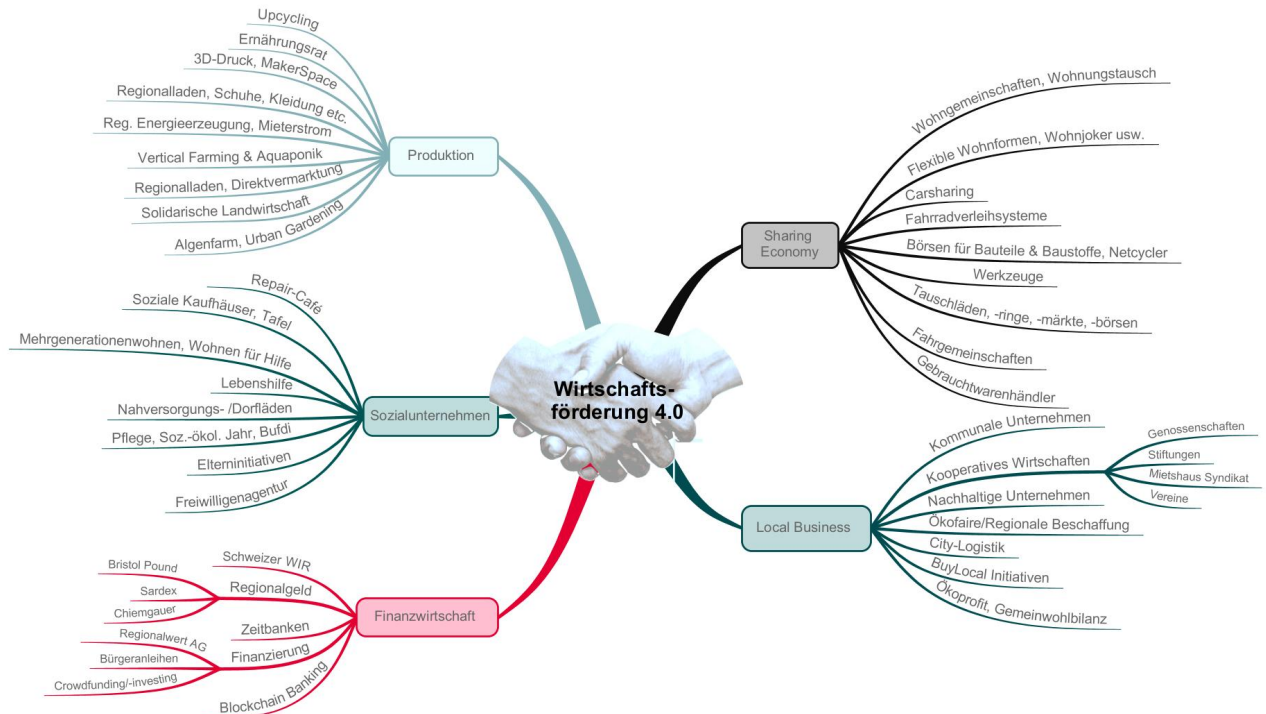 Upcycling
Ernährungsrat
3D-Druck, MakerSpace
Regionalladen, Schuhe, Kleidung etc.
Reg. Energieerzeugung, Mieterstrom
Vertical Farming & Aquaponik
Regionalladen, Direktvermarktung
Solidarische Landwirtschaft
Algenfarm, Urban Gardening
Produktion
Repair-Café
Soziale Kaufhäuser, Tafel
Mehrgenerationenwohnen, Wohnen für Hilfe
Lebenshilfe
Nahversorgungs- /Dorfläden
Pflege, Soz.-ökol. Jahr, Bufdi
Elterninitiativen
Freiwilligenagentur
Sozialunternehmen
Schweizer WIR
Bristol Pound
Sardex
Chiemgauer
Regionalgeld
Zeitbanken
Regionalwert AG
Bürgeranleihen
Crowdfunding/-investing
Finanzierung
Blockchain Banking
Finanzwirtschaft
Wirtschafts-
förderung 4.0
Sharing
Economy
Wohngemeinschaften, Wohnungstausch
Flexible Wohnformen, Wohnjoker usw.
Carsharing
Fahrradverleihsysteme
Börsen für Bauteile & Baustoffe, Netcycler
Werkzeuge
Tauschläden, -ringe, -märkte, -börsen
Fahrgemeinschaften
Gebrauchtwarenhändler
Local Business
Kommunale Unternehmen
Kooperatives Wirtschaften
Genossenschaften
Stiftungen
Mietshaus Syndikat
Vereine
Nachhaltige Unternehmen
Ökofaire/Regionale Beschaffung
City-Logistik
BuyLocal Initiativen
Ökoprofit, Gemeinwohlbilanz